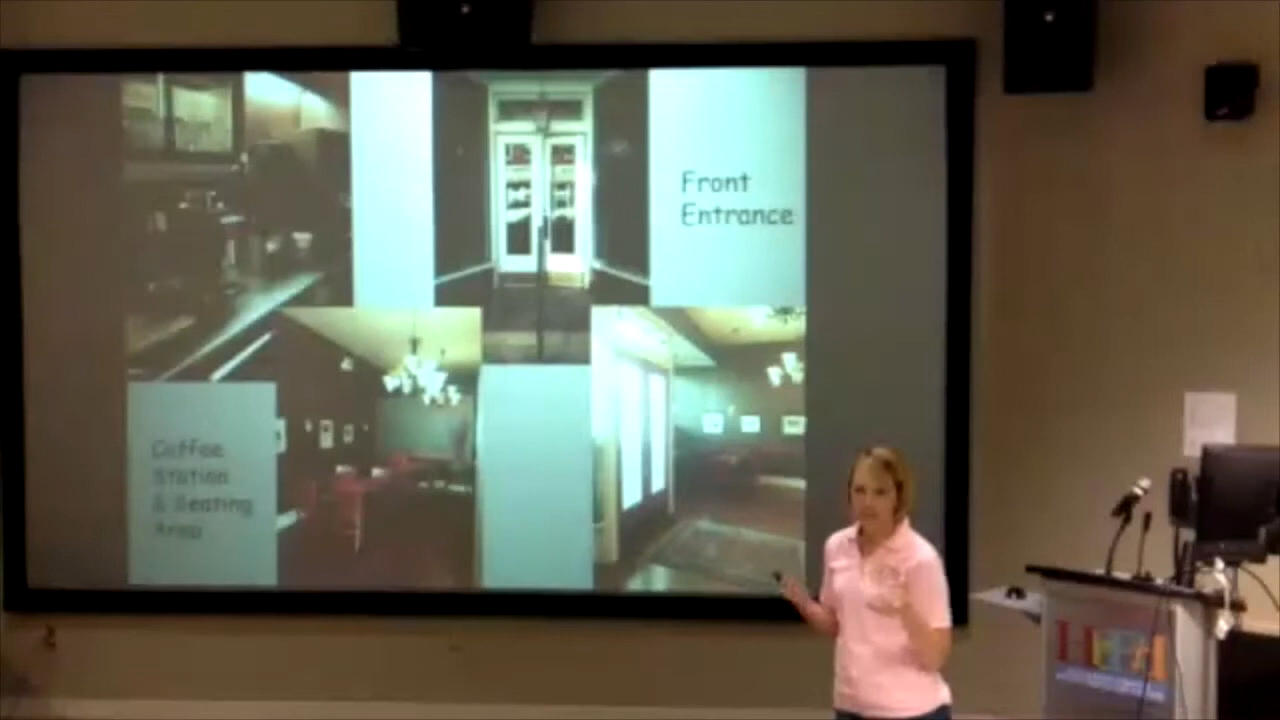 Front
Entrance
Coffee
Station
& Seating
Area